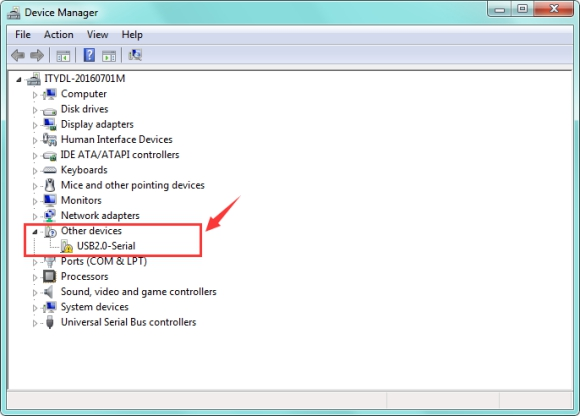 Device Manager
File Action View Help
ITYDL-20160701M
Computer
Disk drives
Display adapters
Human Interface Devices
IDE ATA/ATAPI controllers
Keyboards
Mice and other pointing devices
Monitors
Network adapters
Other devices
USB2.0-Serial
Ports (COM & LPT)
Processors
Sound, video and game controllers
System devices
Universal Serial Bus controllers